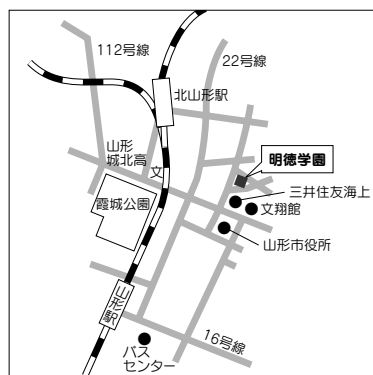 112号線
22号線
北山形駅
山形
城北高
文
明徳学園
三井住友海上
文翔館
霞城公園
山形市役所
山形駅
16号線
バス
センター